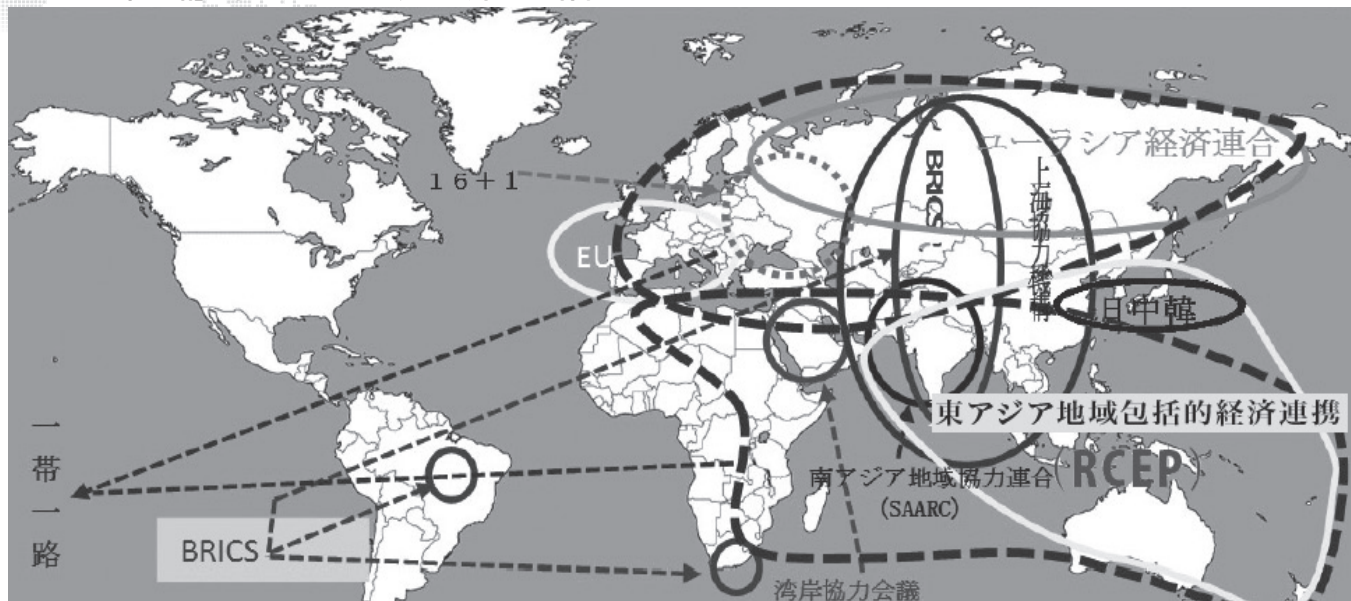 16+1
ユーラシア経済連合
BRICS
上海協力機構
EU
日中韓
東アジア地域包括的経済連携
(RCEP)
南アジア地域協力連合
(SAARC)
一帯一路
BRICS
湾岸協力会議